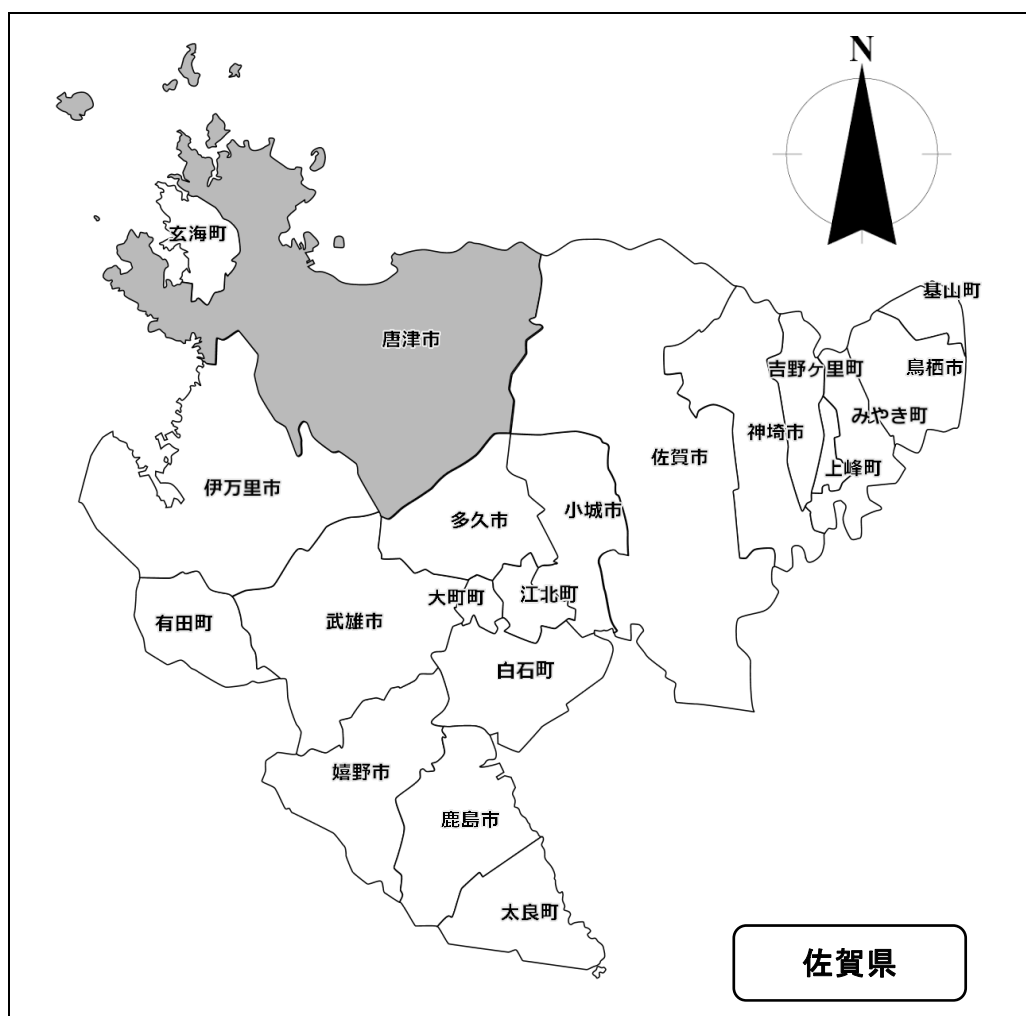 N
玄海町
基山町
唐津市
吉野ヶ里町
鳥栖市
みやき町
神埼市
佐賀市
上峰町
伊万里市
小城市
多久市
大町町
江北町
有田町
武雄市
白石町
嬉野市
鹿島市
太良町
佐賀県